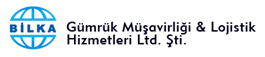 BİLKA
Gümrük Müşavirliği & Lojistik
Hizmetleri Ltd. Şti.